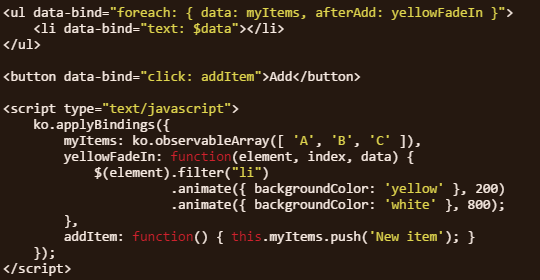 <ul data-bind="foreach: { data: myItems, afterAdd: yellowFadeIn }">
    <li data-bind="text: $data"></li>
</ul>

<button data-bind="click: addItem">Add</button>

<script type="text/javascript">
    ko.applyBindings({
        myItems: ko.observableArray([ 'A', 'B', 'C' ]),
        yellowFadeIn: function(element, index, data) {
            $(element).filter("li")
                      .animate({ backgroundColor: 'yellow' }, 200)
                      .animate({ backgroundColor: 'white' }, 800);
        },
        addItem: function() { this.myItems.push('New item'); }
    });
</script>